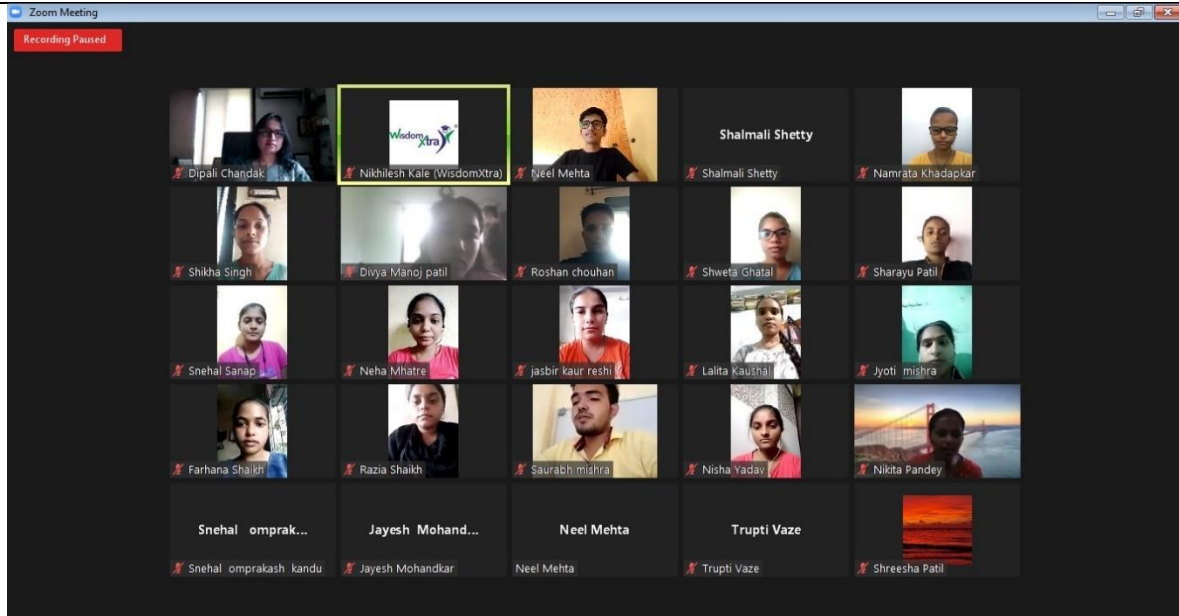 Zoom Meeting
Recording Paused
WisdomXtra
Shalmali Shetty
Dipali Chandak
Nikhilesh Kale (WisdomXtra)
Neel Mehta
Shalmali Shetty
Namrata Khadapkar
Shikha Singh
Divya Manoj patil
Roshan chouhan
Shweta Ghatal
Sharayu Patil
Snehal Sanap
Neha Mhatre
jasbir kaur reshi
Lalita Kaushal
Jyoti mishra
Farhana Shaikh
Razia Shaikh
Saurabh mishra
Nisha Yadav
Nikita Pandey
Snehal omprak...
Jayesh Mohand...
Neel Mehta
Trupti Vaze
Snehal omprakash kandu
Jayesh Mohandkar
Neel Mehta
Trupti Vaze
Shreesha Patil